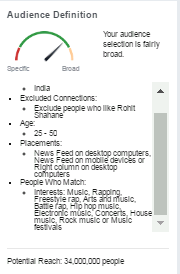 Audience Definition
Your audience
selection is fairly
broad.
Specific
Broad
India
Excluded Connections:
Exclude people who like Rohit
Shahane
Age:
25 - 50
Placements:
News Feed on desktop computers,
News Feed on mobile devices or
Right column on desktop
computers
People Who Match:
Interests: Music, Rapping,
Freestyle rap, Arts and music,
Battle rap, Hip hop music,
Electronic music, Concerts, House
music, Rock music or Music
festivals
Potential Reach: 34,000,000 people